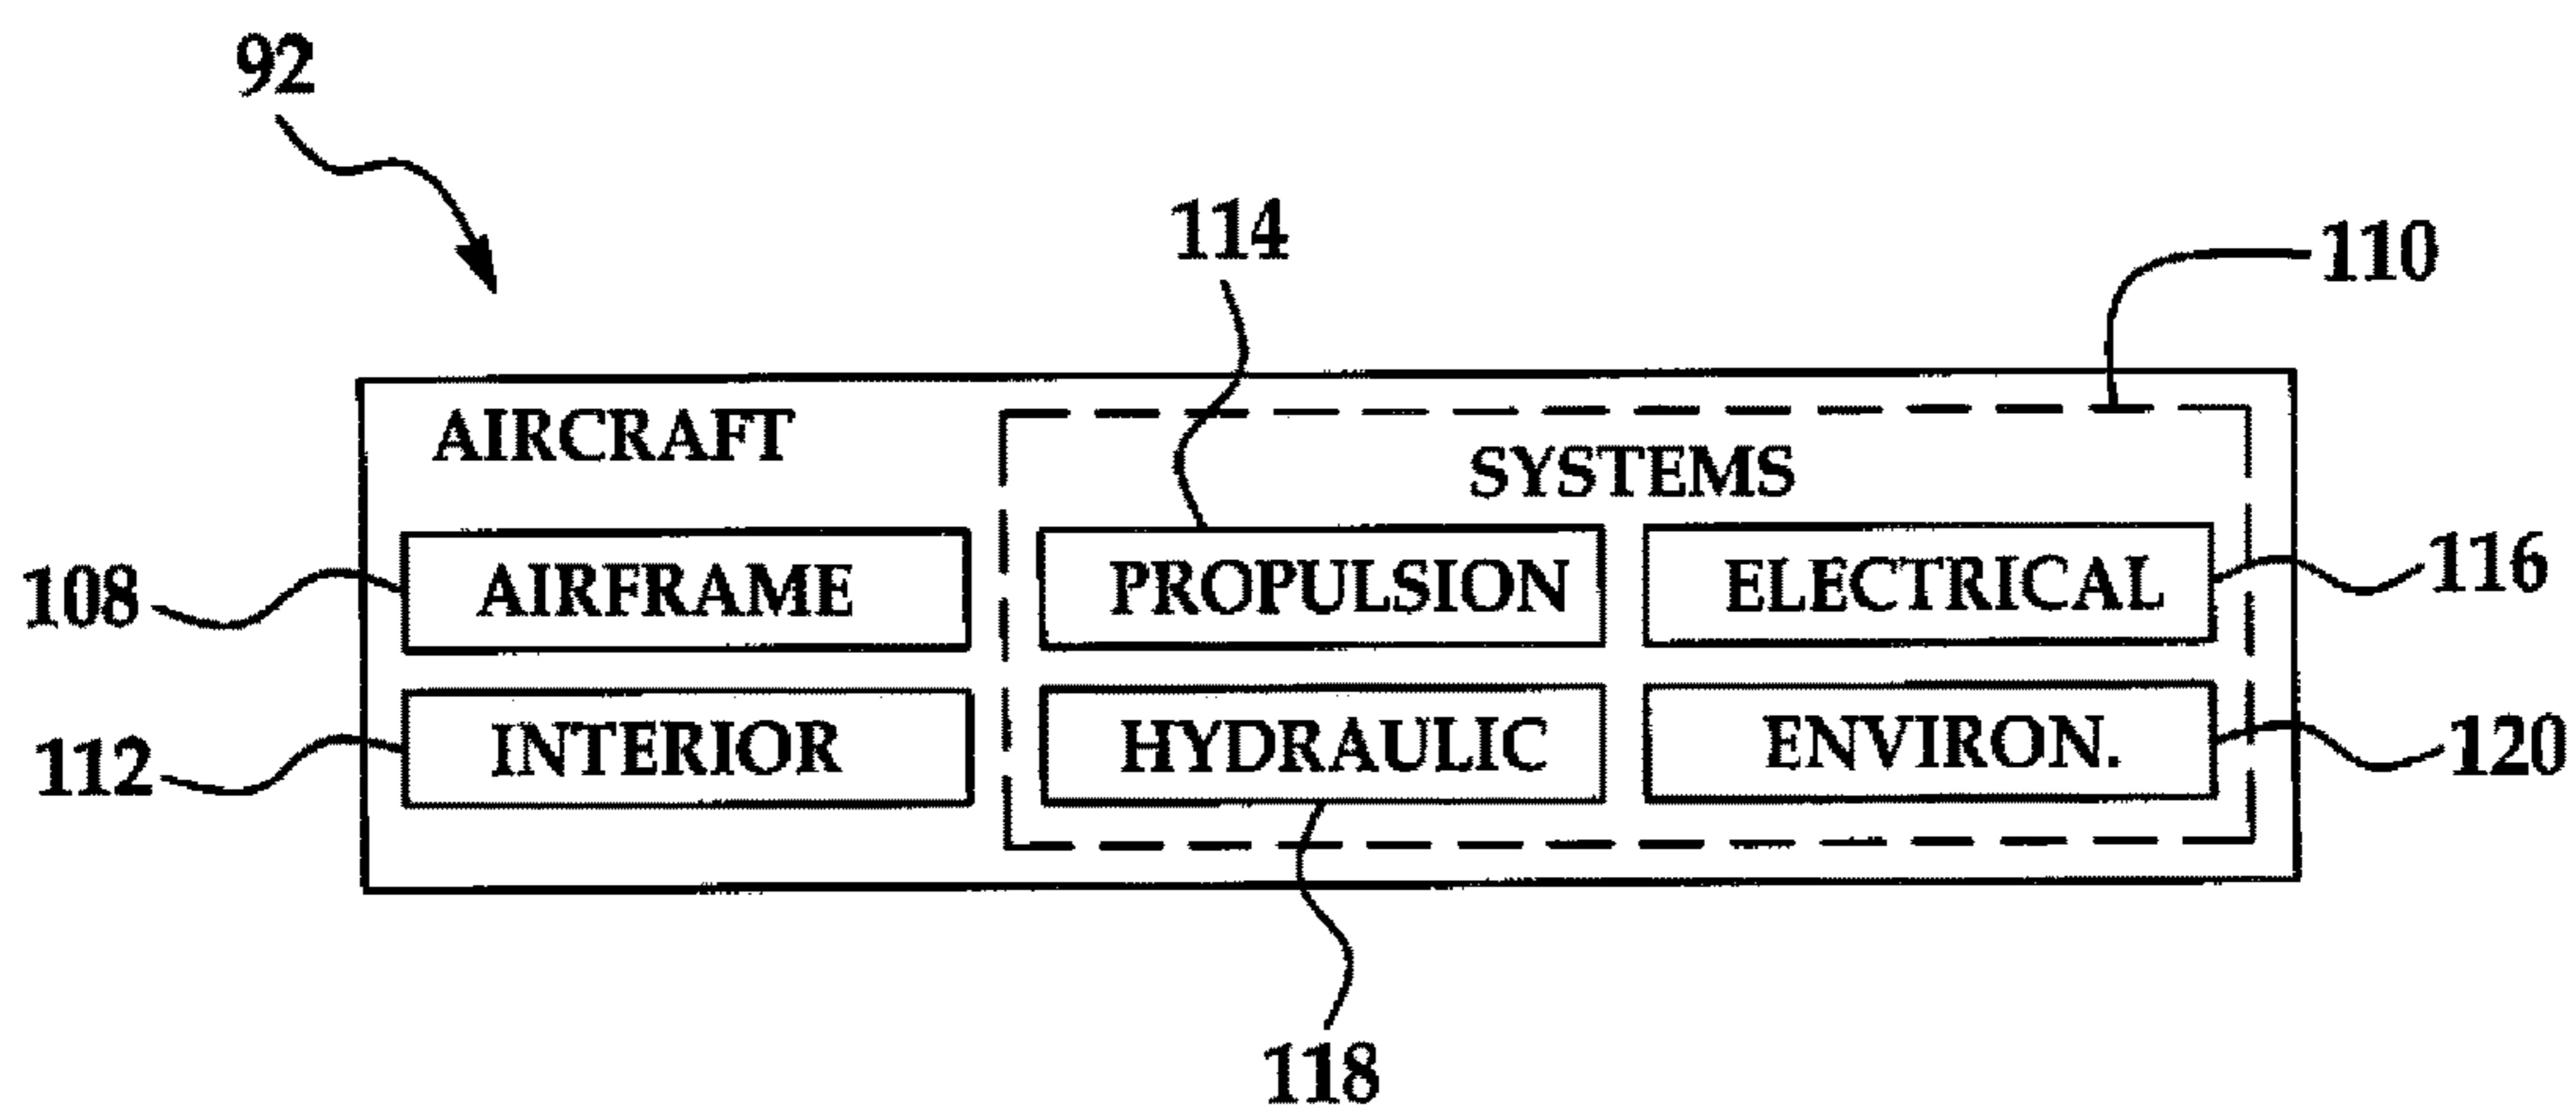 92
114
110
AIRCRAFT
SYSTEMS
108
AIRFRAME
PROPULSION
ELECTRICAL
116
112
INTERIOR
HYDRAULIC
ENVIRON.
120
118